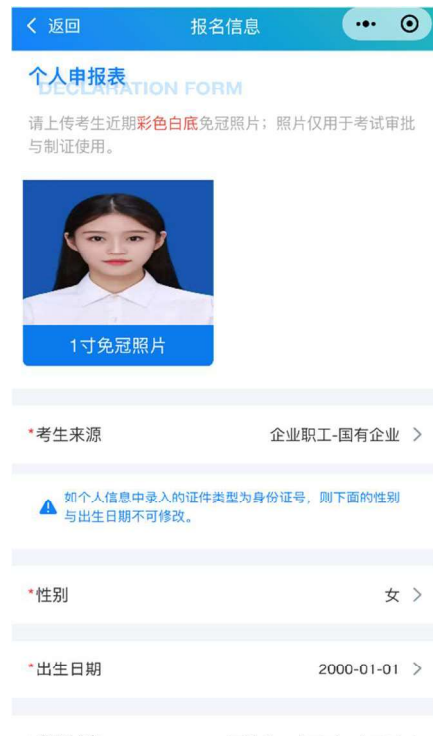 返回
报名信息
个人申报表
DECLARATION FORM
请上传考生近期彩色白底免冠照片；照片仅用于考试审批
与制证使用。
1寸免冠照片
*考生来源
企业职工-国有企业
如个人信息中录入的证件类型为身份证号，则下面的性别
与出生日期不可修改。
*性别
女
*出生日期
2000-01-01